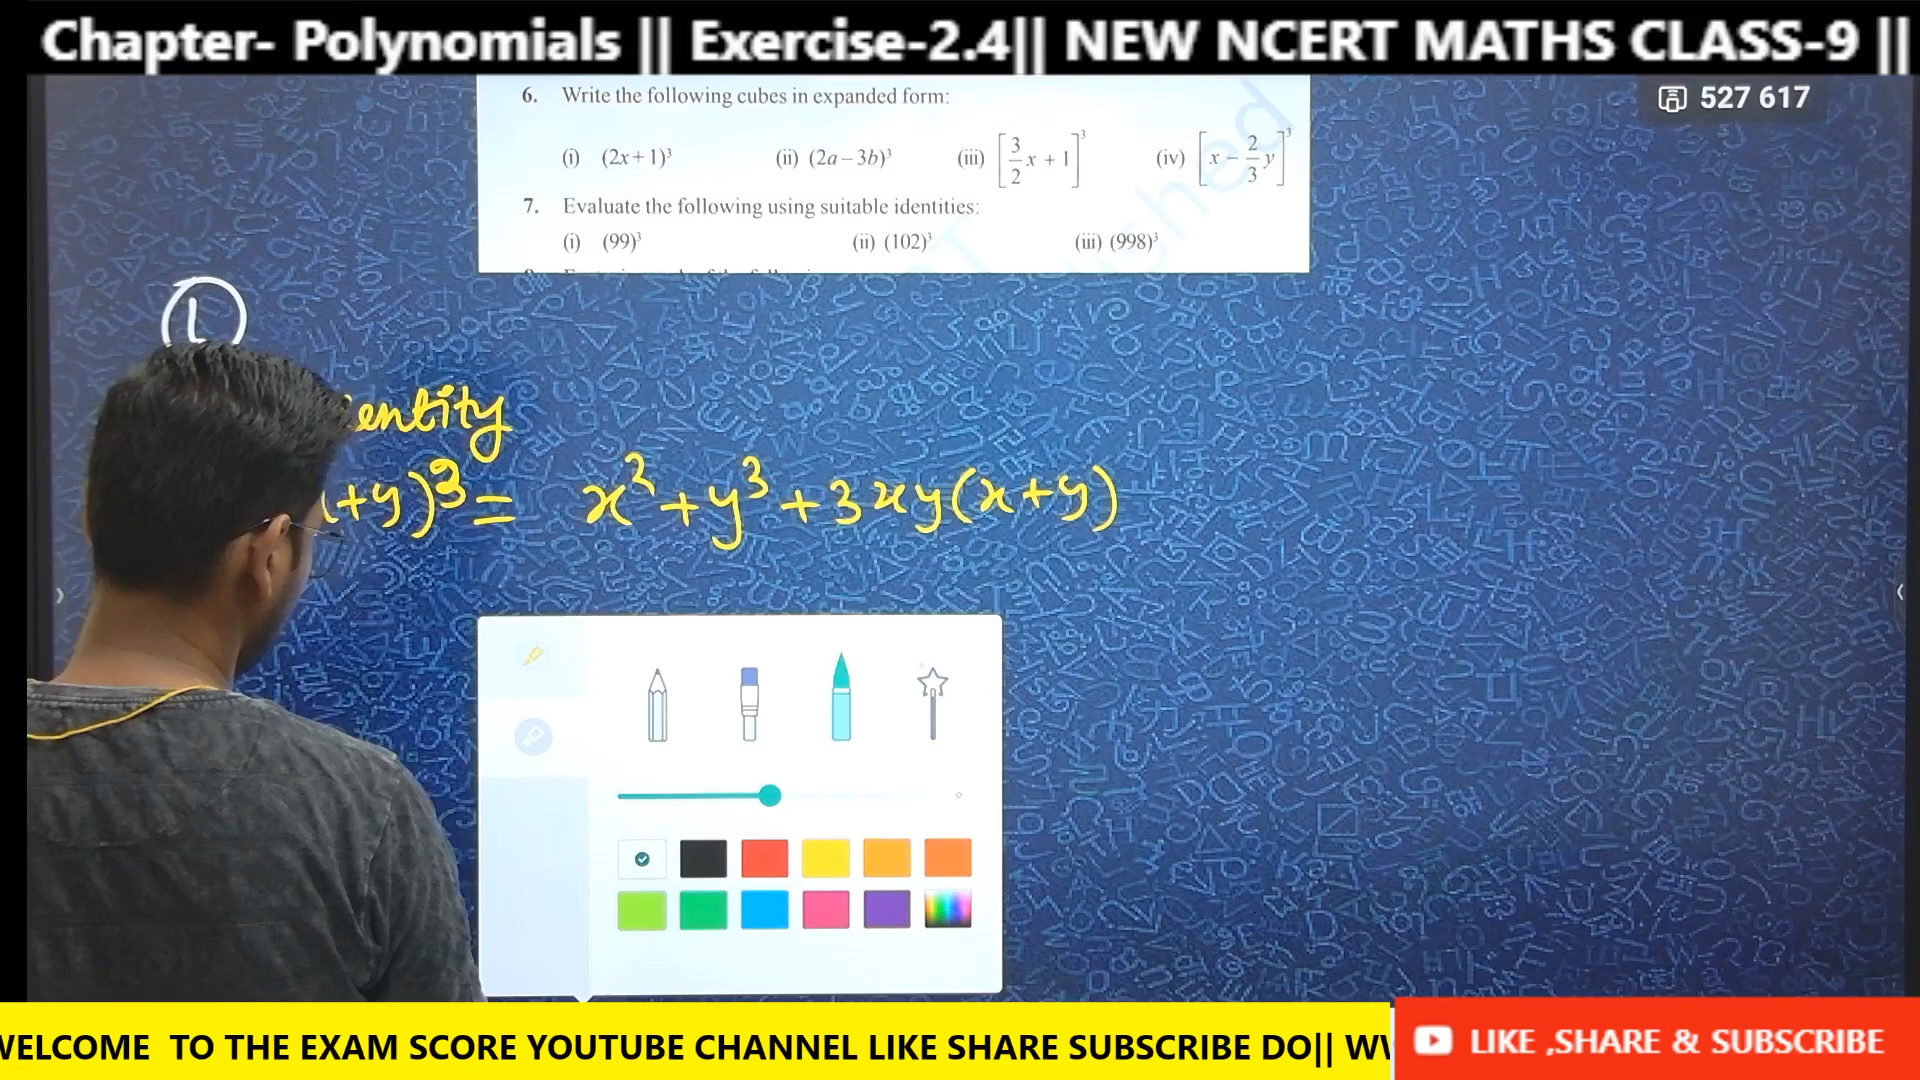 Chapter- Polynomials || Exercise-2.4|| NEW NCERT MATHS CLASS-9 ||
527 617
6. Write the following cubes in expanded form:
(i) (2x + 1)³ (ii) (2a – 3b)³ (iii) [3/2 x + 1]³ (iv) [x – 2/3 y]³
7. Evaluate the following using suitable identities:
(i) (99)³ (ii) (102)³ (iii) (998)³
entity
+y)³ = x³ + y³ + 3xy(x+y)
WELCOME TO THE EXAM SCORE YOUTUBE CHANNEL LIKE SHARE SUBSCRIBE DO||
LIKE ,SHARE & SUBSCRIBE